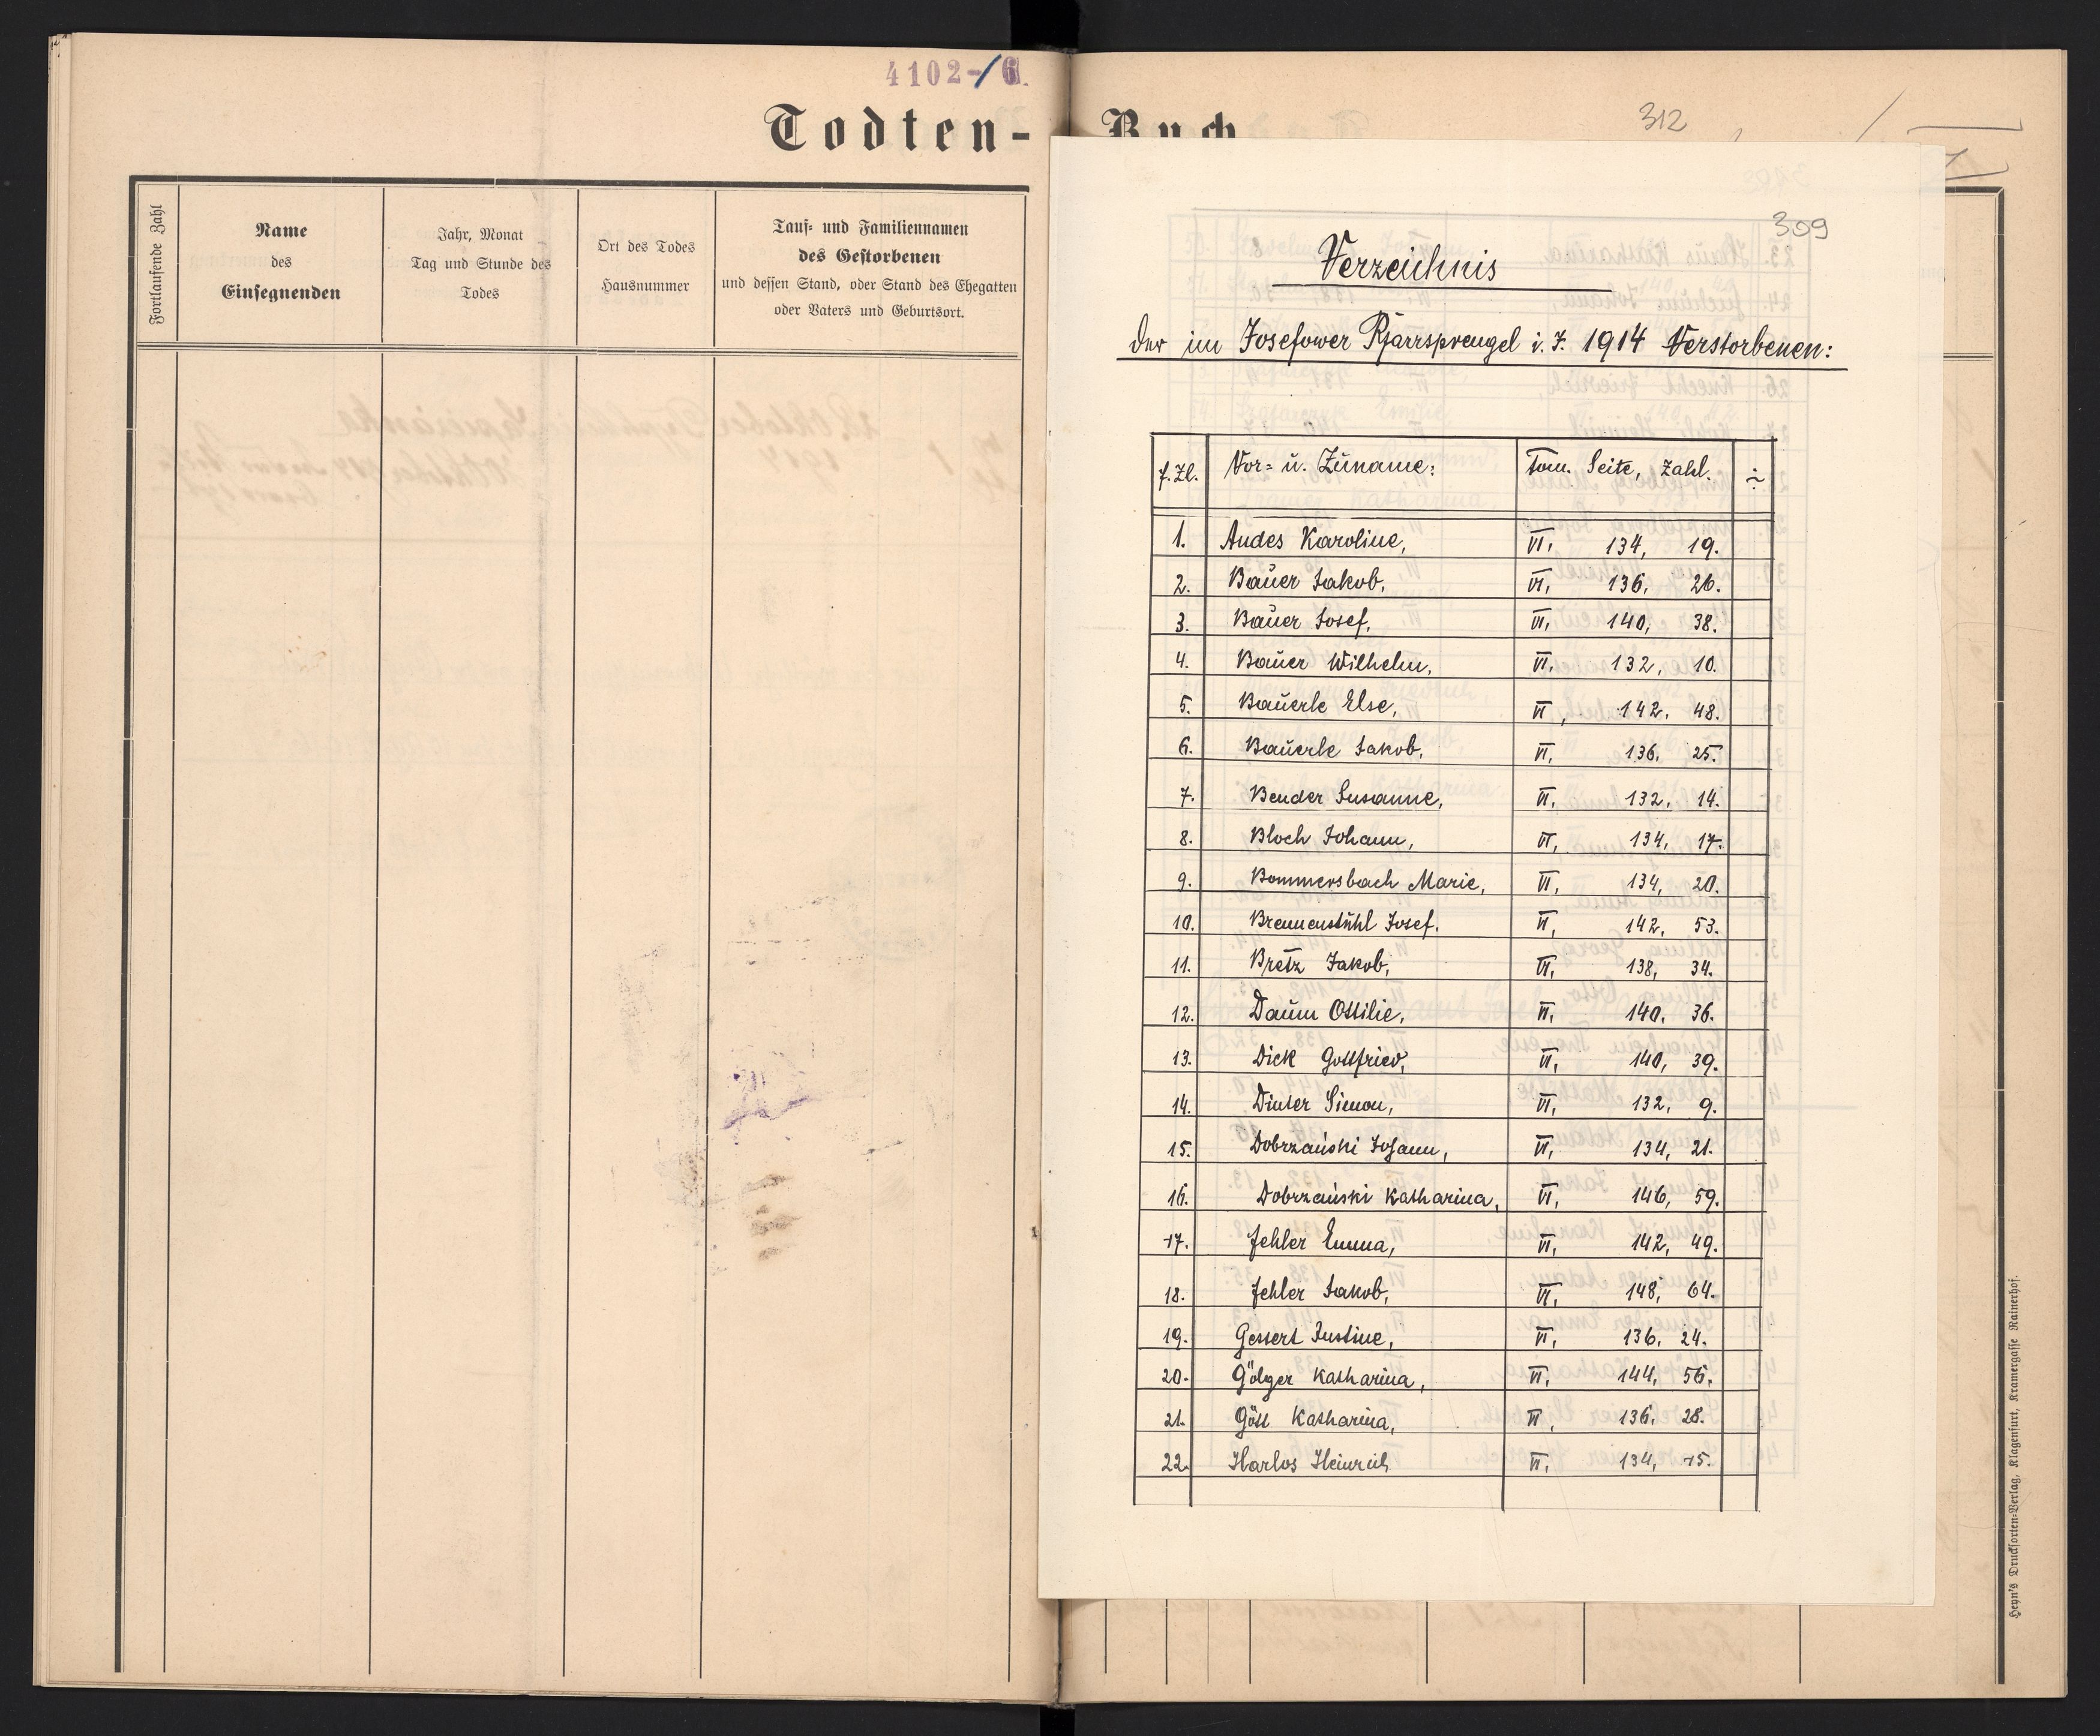 4102-/6.
Todten-
Fortlaufende Zahl
Name
des
Einsegnenden
Jahr, Monat
Tag und Stunde des
Todes
Ort des Todes
Hausnummer
Tauf- und Familiennamen
des Gestorbenen
und dessen Stand, oder Stand des Ehegatten
oder Vaters und Geburtsort.
Buch
312
309
Verzeichnis
der im Josefower Pfarrsprengel i. J. 1914 Verstorbenen:
f. Zl. Vor- u. Zuname: Tom. Seite, Zahl. ÷
1. Andes Karoline, VI, 134, 19.
2. Bauer Jakob, VI, 136, 26.
3. Bauer Josef, VI, 140, 38.
4. Bauer Wilhelm, VI, 132, 10.
5. Bauerle Else, VI, 142, 48.
6. Bauerle Jakob, VI, 136, 25.
7. Bender Susanne, VI, 132, 14.
8. Bloch Johann, VI, 134, 17.
9. Bommersbach Marie, VI, 134, 20.
10. Brennenstuhl Josef. VI, 142, 53.
11. Bretz Jakob, VI, 138, 34.
12. Daum Ottilie, VI, 140, 36.
13. Dick Gottfried, VI, 140, 39.
14. Dinter Simon, VI, 132, 9.
15. Dobrzański Johann, VI, 134, 21.
16. Dobrzański Katharina, VI, 146, 59.
17. Fehler Emma, VI, 142, 49.
18. Fehler Jakob, VI, 148, 64.
19. Gessert Justine, VI, 136, 24.
20. Gölger Katharina, VI, 144, 56.
21. Gött Katharina, VI, 136, 28.
22. Harlos Heinrich VI, 134, 15.
Heyn's Drucksorten-Verlag, Klagenfurt, Kramergasse Rainerhof.